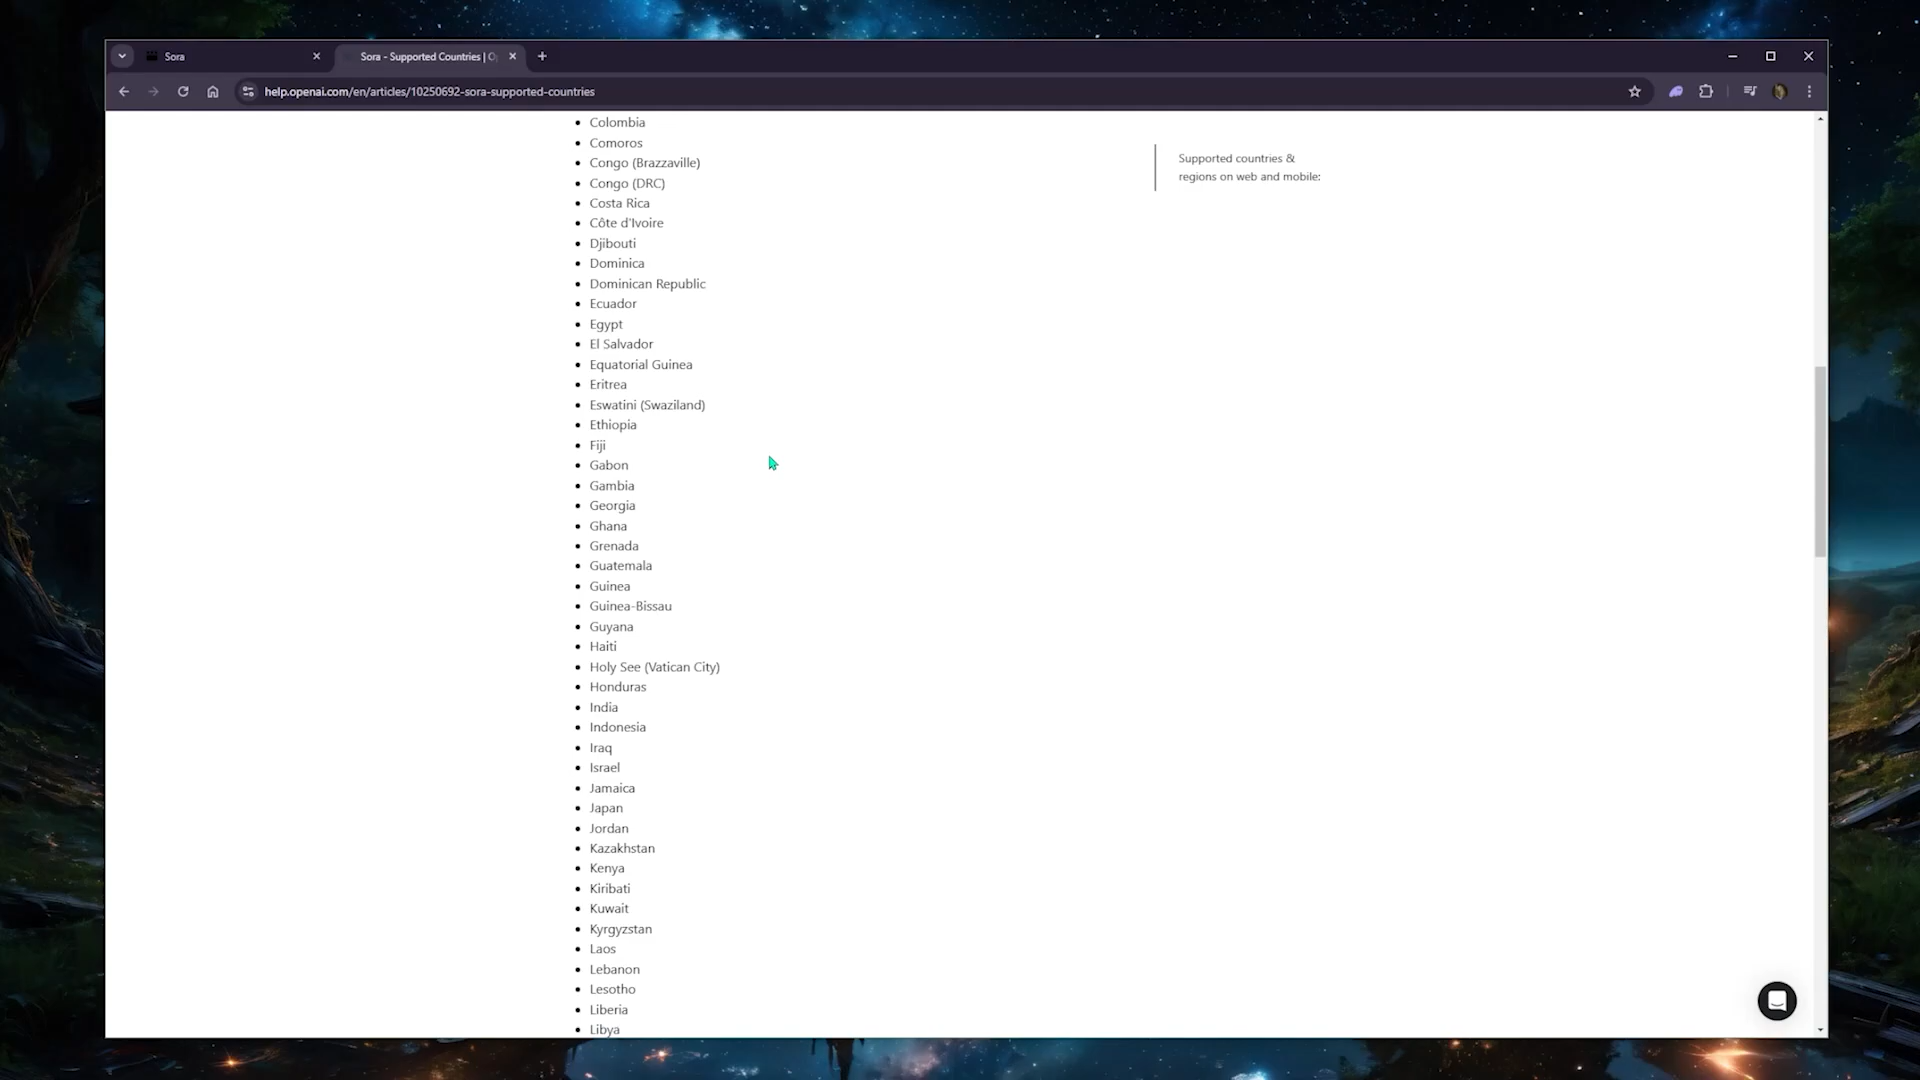 Sora
Sora - Supported Countries | O
help.openai.com/en/articles/10250692-sora-supported-countries
Colombia
Comoros
Congo (Brazzaville)
Congo (DRC)
Costa Rica
Côte d'Ivoire
Djibouti
Dominica
Dominican Republic
Ecuador
Egypt
El Salvador
Equatorial Guinea
Eritrea
Eswatini (Swaziland)
Ethiopia
Fiji
Gabon
Gambia
Georgia
Ghana
Grenada
Guatemala
Guinea
Guinea-Bissau
Guyana
Haiti
Holy See (Vatican City)
Honduras
India
Indonesia
Iraq
Israel
Jamaica
Japan
Jordan
Kazakhstan
Kenya
Kiribati
Kuwait
Kyrgyzstan
Laos
Lebanon
Lesotho
Liberia
Libya
Supported countries &
regions on web and mobile: